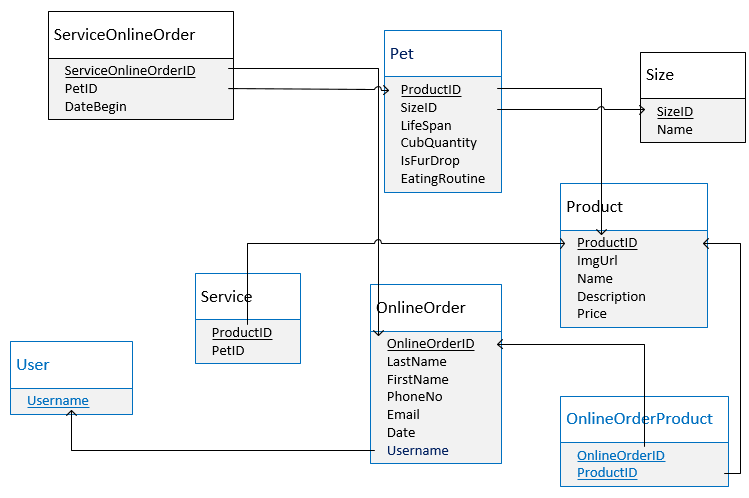 ServiceOnlineOrder
ServiceOnlineOrderID
PetID
DateBegin
Pet
ProductID
SizeID
LifeSpan
CubQuantity
IsFurDrop
EatingRoutine
Size
SizeID
Name
Product
ProductID
ImgUrl
Name
Description
Price
Service
ProductID
PetID
OnlineOrder
OnlineOrderID
LastName
FirstName
PhoneNo
Email
Date
Username
User
Username
OnlineOrderProduct
OnlineOrderID
ProductID